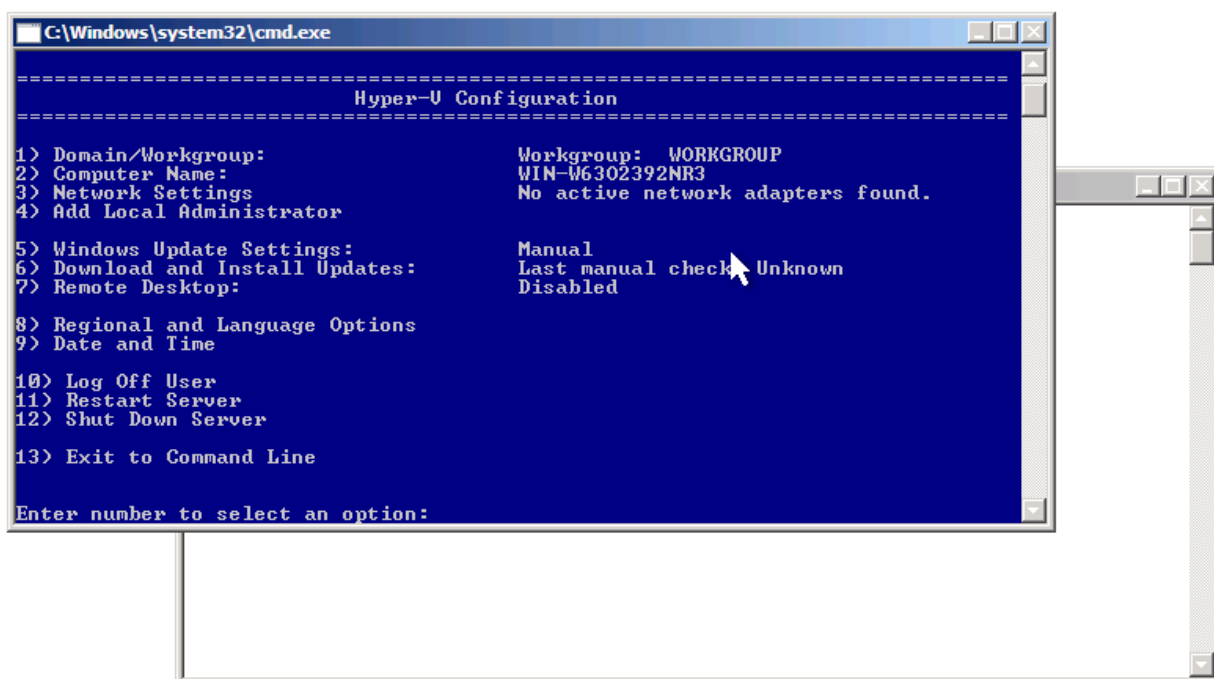 C:\Windows\system32\cmd.exe
===============================================================================
Hyper-V Configuration
===============================================================================
1) Domain/Workgroup: Workgroup: WORKGROUP
2) Computer Name: WIN-W63O2392NR3
3) Network Settings No active network adapters found.
4) Add Local Administrator
5) Windows Update Settings: Manual
6) Download and Install Updates: Last manual check: Unknown
7) Remote Desktop: Disabled
8) Regional and Language Options
9) Date and Time
10) Log Off User
11) Restart Server
12) Shut Down Server
13) Exit to Command Line
Enter number to select an option: